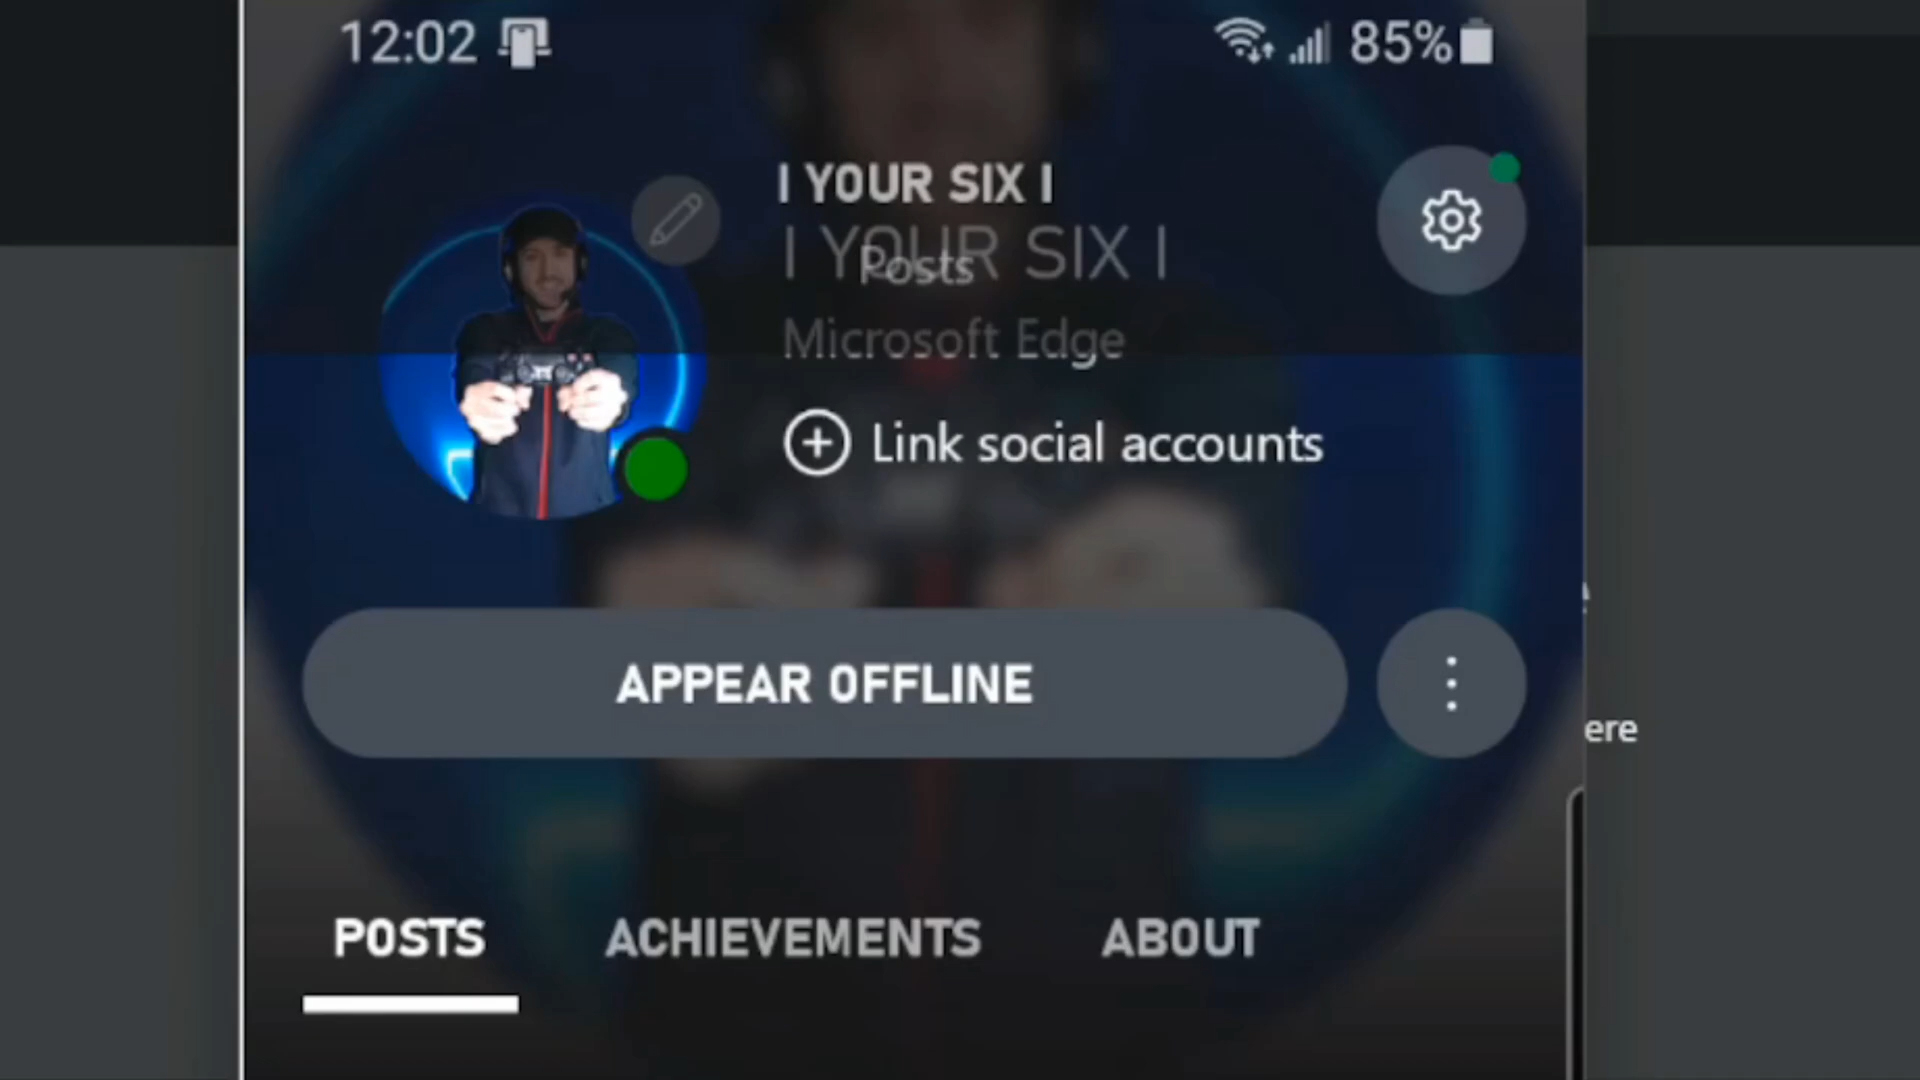 12:02
85%
I YOUR SIX I
I YOUR SIX I
Posts
Microsoft Edge
Link social accounts
APPEAR OFFLINE
ere
POSTS
ACHIEVEMENTS
ABOUT